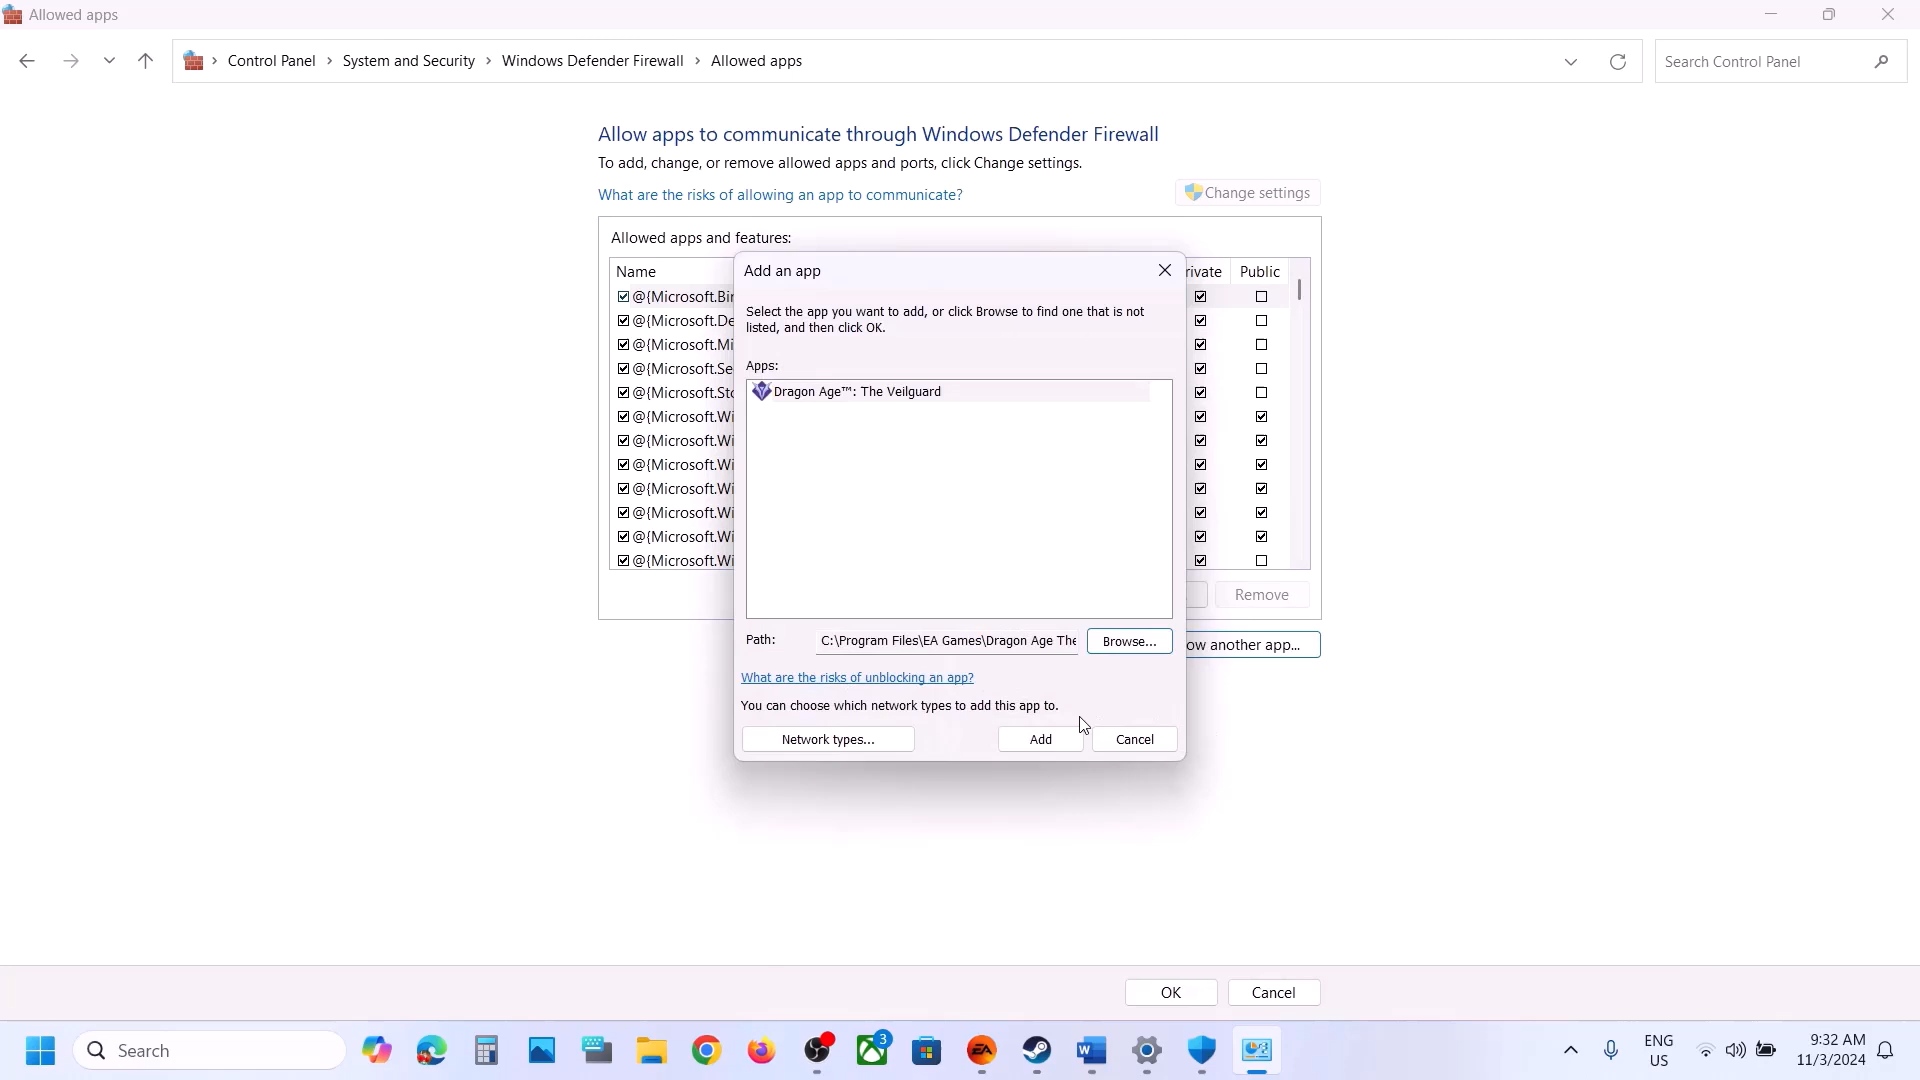 Allowed apps
Control Panel > System and Security > Windows Defender Firewall > Allowed apps
Search Control Panel
Allow apps to communicate through Windows Defender Firewall
To add, change, or remove allowed apps and ports, click Change settings.
What are the risks of allowing an app to communicate?
Change settings
Allowed apps and features:
Name
rivate
Public
@{Microsoft.Bin
@{Microsoft.De
@{Microsoft.Mi
@{Microsoft.Se
@{Microsoft.Sto
@{Microsoft.Wi
@{Microsoft.Wi
@{Microsoft.Wi
@{Microsoft.Wi
@{Microsoft.Wi
@{Microsoft.Wi
@{Microsoft.Wi
Add an app
Select the app you want to add, or click Browse to find one that is not
listed, and then click OK.
Apps:
Dragon Age™: The Veilguard
Path:
C:\Program Files\EA Games\Dragon Age The
Browse...
What are the risks of unblocking an app?
You can choose which network types to add this app to.
Network types...
Add
Cancel
Remove
ow another app...
OK
Cancel
Search
3
EA
ENG
US
9:32 AM
11/3/2024